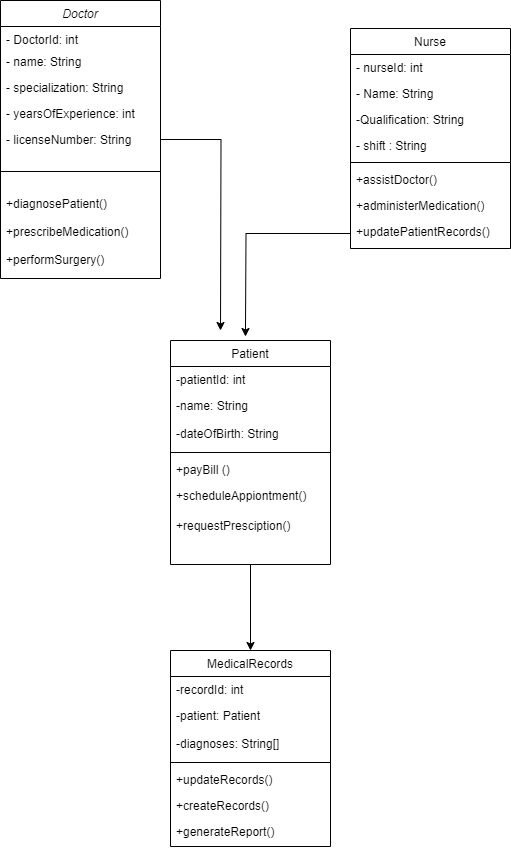 Doctor
- DoctorId: int
- name: String
- specialization: String
- yearsOfExperience: int
- licenseNumber: String
+diagnosePatient()
+prescribeMedication()
+performSurgery()
Nurse
- nurseId: int
- Name: String
-Qualification: String
- shift : String
+assistDoctor()
+administerMedication()
+updatePatientRecords()
Patient
-patientId: int
-name: String
-dateOfBirth: String
+payBill ()
+scheduleAppiontment()
+requestPresciption()
MedicalRecords
-recordId: int
-patient: Patient
-diagnoses: String[]
+updateRecords()
+createRecords()
+generateReport()